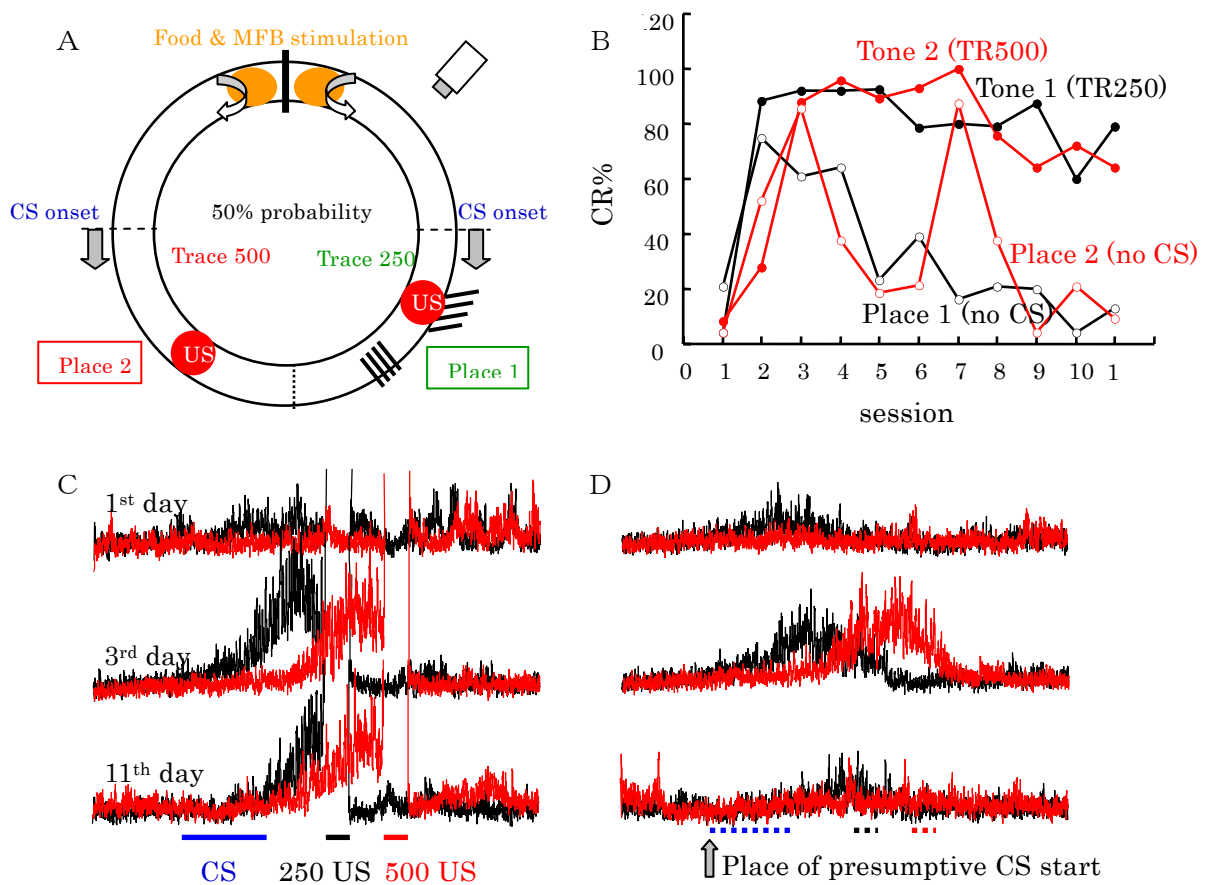 A
Food & MFB stimulation
CS onset
50% probability
CS onset
Trace 500
Trace 250
US
US
Place 2
Place 1
B
20
100
80
60
40
20
0
CR%
Tone 2 (TR500)
Tone 1 (TR250)
Place 2 (no CS)
Place 1 (no CS)
0 1 2 3 4 5 6 7 8 9 10 1
session
C
1st day
3rd day
11th day
CS
250 US
500 US
D
Place of presumptive CS start